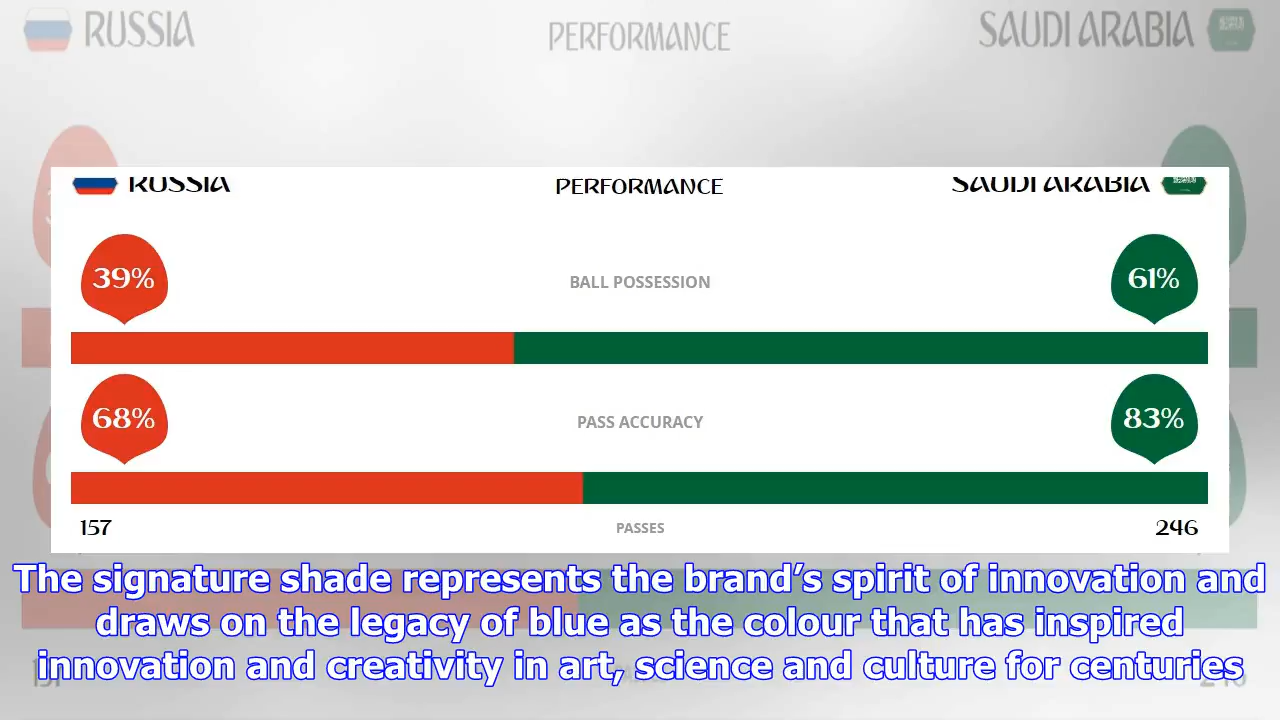 RUSSIA PERFORMANCE SAUDI ARABIA
RUSSIA PERFORMANCE SAUDI ARABIA
39% BALL POSSESSION 61%
68% PASS ACCURACY 83%
157 PASSES 246
The signature shade represents the brand’s spirit of innovation and
draws on the legacy of blue as the colour that has inspired
innovation and creativity in art, science and culture for centuries